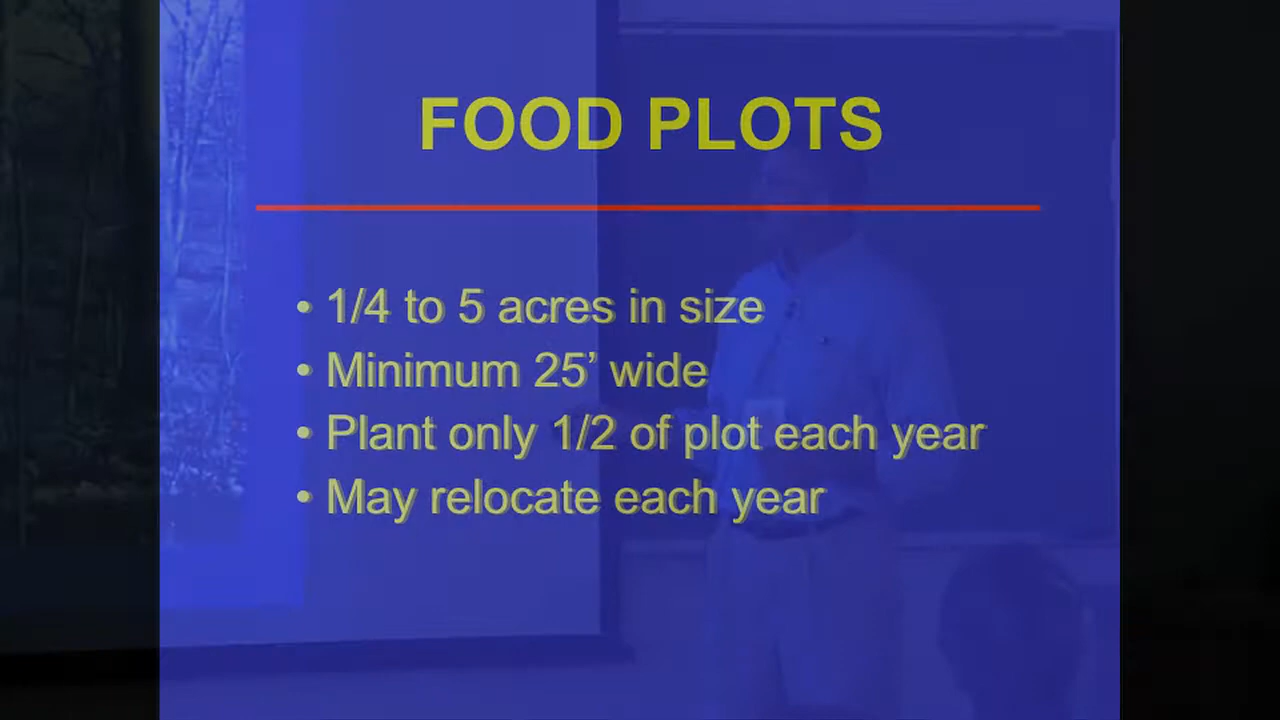 FOOD PLOTS
• 1/4 to 5 acres in size
• Minimum 25’ wide
• Plant only 1/2 of plot each year
• May relocate each year